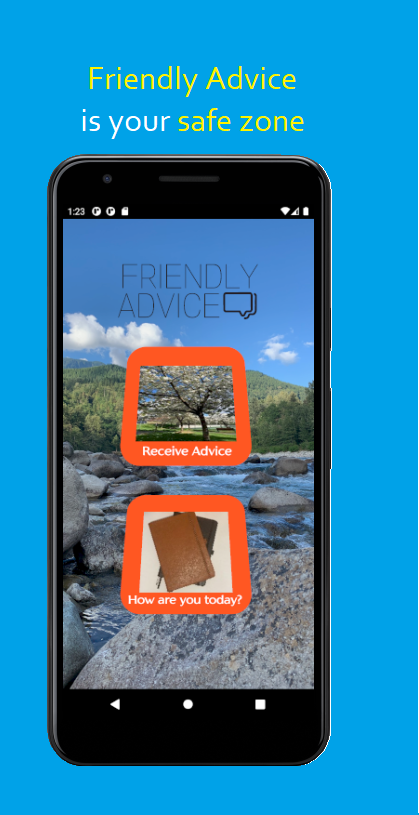 Friendly Advice
is your safe zone
1:23
FRIENDLY
ADVICE
Receive Advice
How are you today?